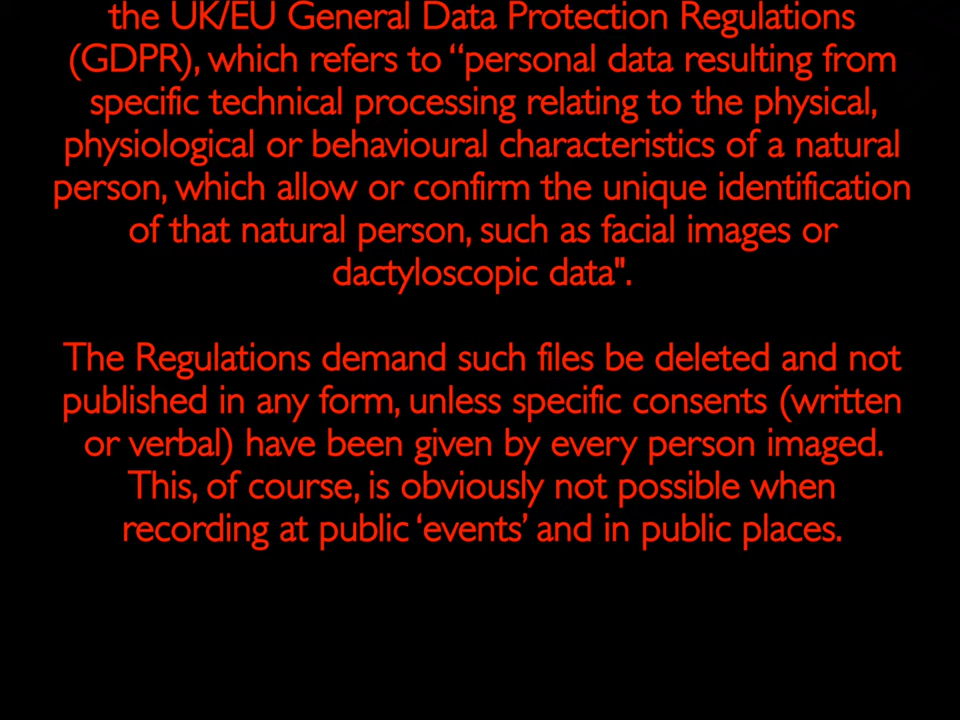 the UK/EU General Data Protection Regulations
(GDPR), which refers to “personal data resulting from
specific technical processing relating to the physical,
physiological or behavioural characteristics of a natural
person, which allow or confirm the unique identification
of that natural person, such as facial images or
dactyloscopic data".
The Regulations demand such files be deleted and not
published in any form, unless specific consents (written
or verbal) have been given by every person imaged.
This, of course, is obviously not possible when
recording at public ‘events’ and in public places.